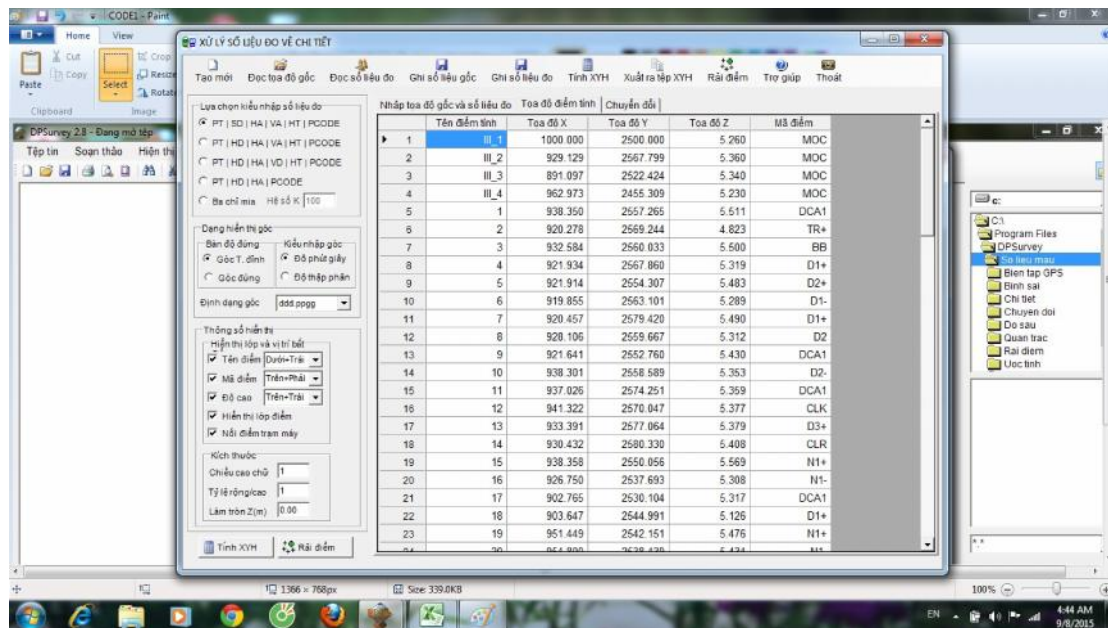 CODE1 - Paint
Home View
Paste
Cut
Copy
Select
Crop
Resize
Clipboard Image
DPSurvey 2.8 - Đang mở tệp
Tệp tin Soạn thảo Hiện
XỬ LÝ SỐ LIỆU ĐO VẼ CHI TIẾT
Tạo mới Đọc toạ độ gốc Đọc số liệu đo Ghi số liệu gốc Ghi số liệu đo Tính XYH Xuất ra tệp XYH Rải điểm Trợ giúp Thoát
Lựa chọn kiểu nhập số liệu đo
PT | SD | HA | VA | HT | PCODE
PT | HD | HA | VA | HT | PCODE
PT | HD | HA | VD | HT | PCODE
PT | HD | HA | PCODE
Ba chỉ mia Hệ số K 100
Dạng hiển thị góc
Bàn độ đứng Kiểu nhập góc
Góc T. đỉnh Độ phút giây
Góc đứng Độ thập phân
Định dạng góc ddd.ppgg
Thông số hiển thị
Hiển thị lớp và vị trí bắt
Tên điểm Dưới+Trái
Mã điểm Trên+Phải
Độ cao Trên+Trái
Hiển thị lớp điểm
Nối điểm trạm máy
Kích thước
Chiều cao chữ 1
Tỷ lệ rộng/cao 1
Làm tròn Z(m) 0.00
Tính XYH Rải điểm
Nhập toạ độ gốc và số liệu đo Toạ độ điểm tính Chuyển đổi
Tên điểm tính Toạ độ X Toạ độ Y Toạ độ Z Mã điểm
1 III_1 1000.000 2500.000 5.260 MOC
2 III_2 929.129 2567.799 5.360 MOC
3 III_3 891.097 2522.424 5.340 MOC
4 III_4 962.973 2455.309 5.230 MOC
5 1 938.350 2557.265 5.511 DCA1
6 2 920.278 2569.244 4.823 TR+
7 3 932.584 2560.033 5.500 BB
8 4 921.934 2567.860 5.319 D1+
9 5 921.914 2554.307 5.483 D2+
10 6 919.855 2563.101 5.289 D1-
11 7 920.457 2579.420 5.490 D1+
12 8 928.106 2559.667 5.312 D2
13 9 921.641 2552.760 5.430 DCA1
14 10 938.301 2558.589 5.353 D2-
15 11 937.026 2574.251 5.359 DCA1
16 12 941.322 2570.047 5.377 CLK
17 13 933.391 2577.064 5.379 D3+
18 14 930.432 2580.330 5.408 CLR
19 15 938.358 2550.056 5.569 N1+
20 16 926.750 2537.693 5.308 N1-
21 17 902.765 2530.104 5.317 DCA1
22 18 903.647 2544.991 5.126 D1+
23 19 951.449 2542.151 5.476 N1+
c:
C:\
Program Files
DPSurvey
So lieu mau
Bien tap GPS
Binh sai
Chi tiet
Chuyen doi
Do sau
Quan trac
Rai diem
Uoc tinh
*.*
1366 × 768px Size: 339.0KB 100%
EN 4:44 AM
9/8/2015